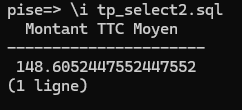 pise=> \i tp_select2.sql
Montant TTC Moyen
----------------------
148.6052447552447552
(1 ligne)